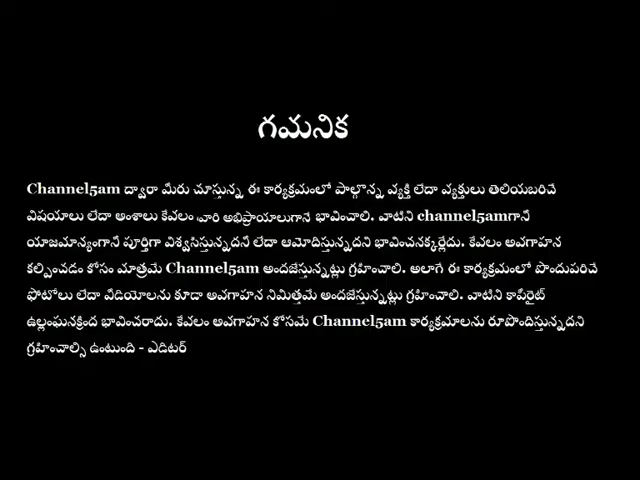 గమనిక
Channel5am ద్వారా మీరు చూస్తున్న ఈ కార్యక్రమంలో పాల్గొన్న వ్యక్తి లేదా వ్యక్తులు తెలియబరిచే
విషయాలు లేదా అంశాలు కేవలం వారి అభిప్రాయాలుగానే భావించాలి. వాటిని channel5amగానీ
యాజమాన్యంగానీ పూర్తిగా విశ్వసిస్తున్నదనీ లేదా ఆమోదిస్తున్నదని భావించనక్కర్లేదు. కేవలం అవగాహన
కల్పించడం కోసం మాత్రమే Channel5am అందజేస్తున్నట్లు గ్రహించాలి. అలాగే ఈ కార్యక్రమంలో పొందుపరిచే
ఫోటోలు లేదా వీడియోలను కూడా అవగాహన నిమిత్తమే అందజేస్తున్నట్లు గ్రహించాలి. వాటిని కాపీరైట్
ఉల్లంఘనక్రింద భావించరాదు. కేవలం అవగాహన కోసమే Channel5am కార్యక్రమాలను రూపొందిస్తున్నదని
గ్రహించాల్సి ఉంటుంది - ఎడిటర్